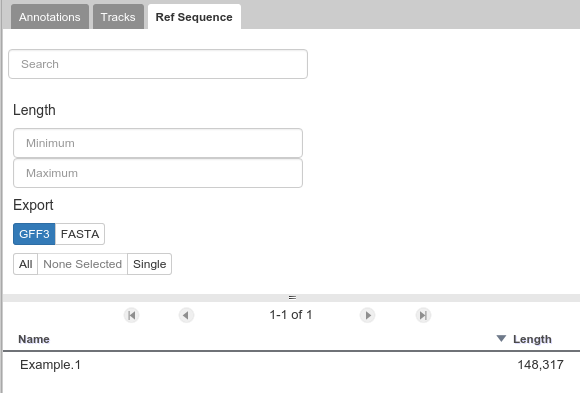 Annotations Tracks Ref Sequence
Search
Length
Minimum
Maximum
Export
GFF3 FASTA
All None Selected Single
1-1 of 1
Name Length
Example.1 148,317